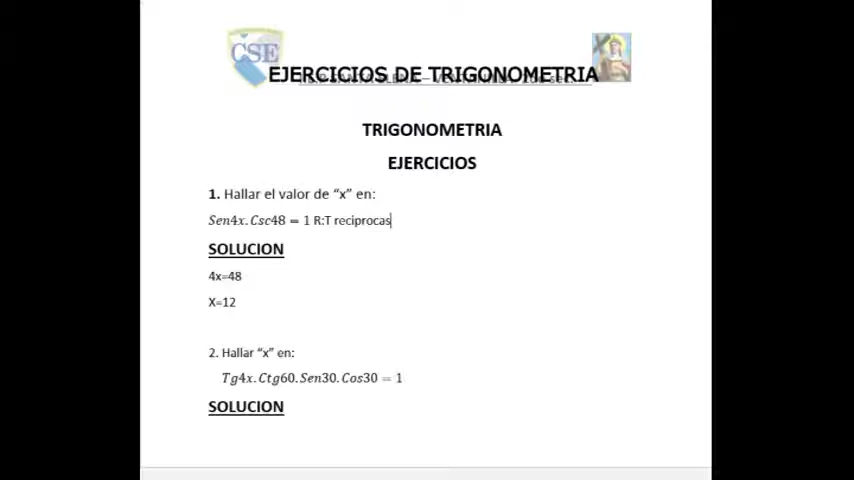 CSE
EJERCICIOS DE TRIGONOMETRIA
TRIGONOMETRIA
EJERCICIOS
1. Hallar el valor de “x” en:
Sen4x.Csc48 = 1 R:T reciprocas
SOLUCION
4x=48
X=12
2. Hallar “x” en:
Tg4x.Ctg60.Sen30.Cos30 = 1
SOLUCION